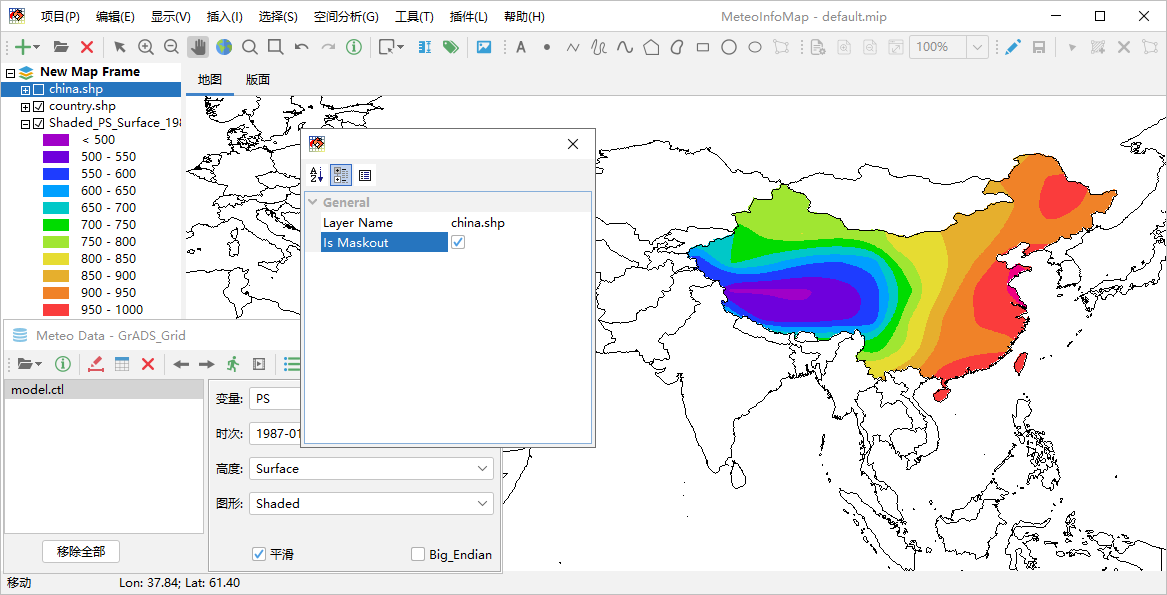 MeteoInfoMap - default.mip
项目(P) 编辑(E) 显示(V) 插入(I) 选择(S) 空间分析(G) 工具(T) 插件(L) 帮助(H)
A 100%
New Map Frame
china.shp
country.shp
Shaded_PS_Surface_198
< 500
500 - 550
550 - 600
600 - 650
650 - 700
700 - 750
750 - 800
800 - 850
850 - 900
900 - 950
950 - 1000
地图 版面
General
Layer Name china.shp
Is Maskout
Meteo Data - GrADS_Grid
model.ctl
变量: PS
时次: 1987-01
高度: Surface
图形: Shaded
平滑 Big_Endian
移除全部
移动 Lon: 37.84; Lat: 61.40